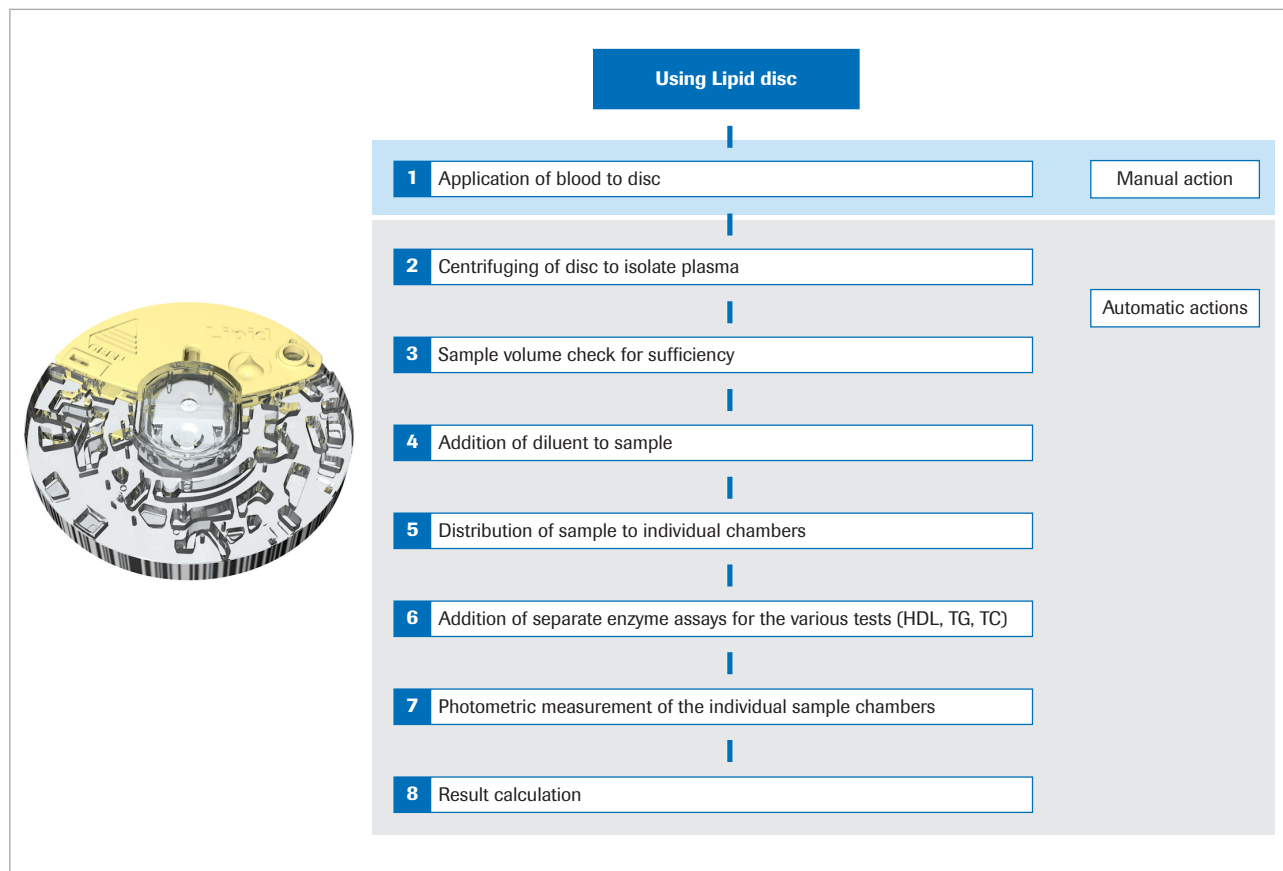 Using Lipid disc
1 Application of blood to disc
Manual action
2 Centrifuging of disc to isolate plasma
Automatic actions
3 Sample volume check for sufficiency
4 Addition of diluent to sample
5 Distribution of sample to individual chambers
6 Addition of separate enzyme assays for the various tests (HDL, TG, TC)
7 Photometric measurement of the individual sample chambers
8 Result calculation
Lipid